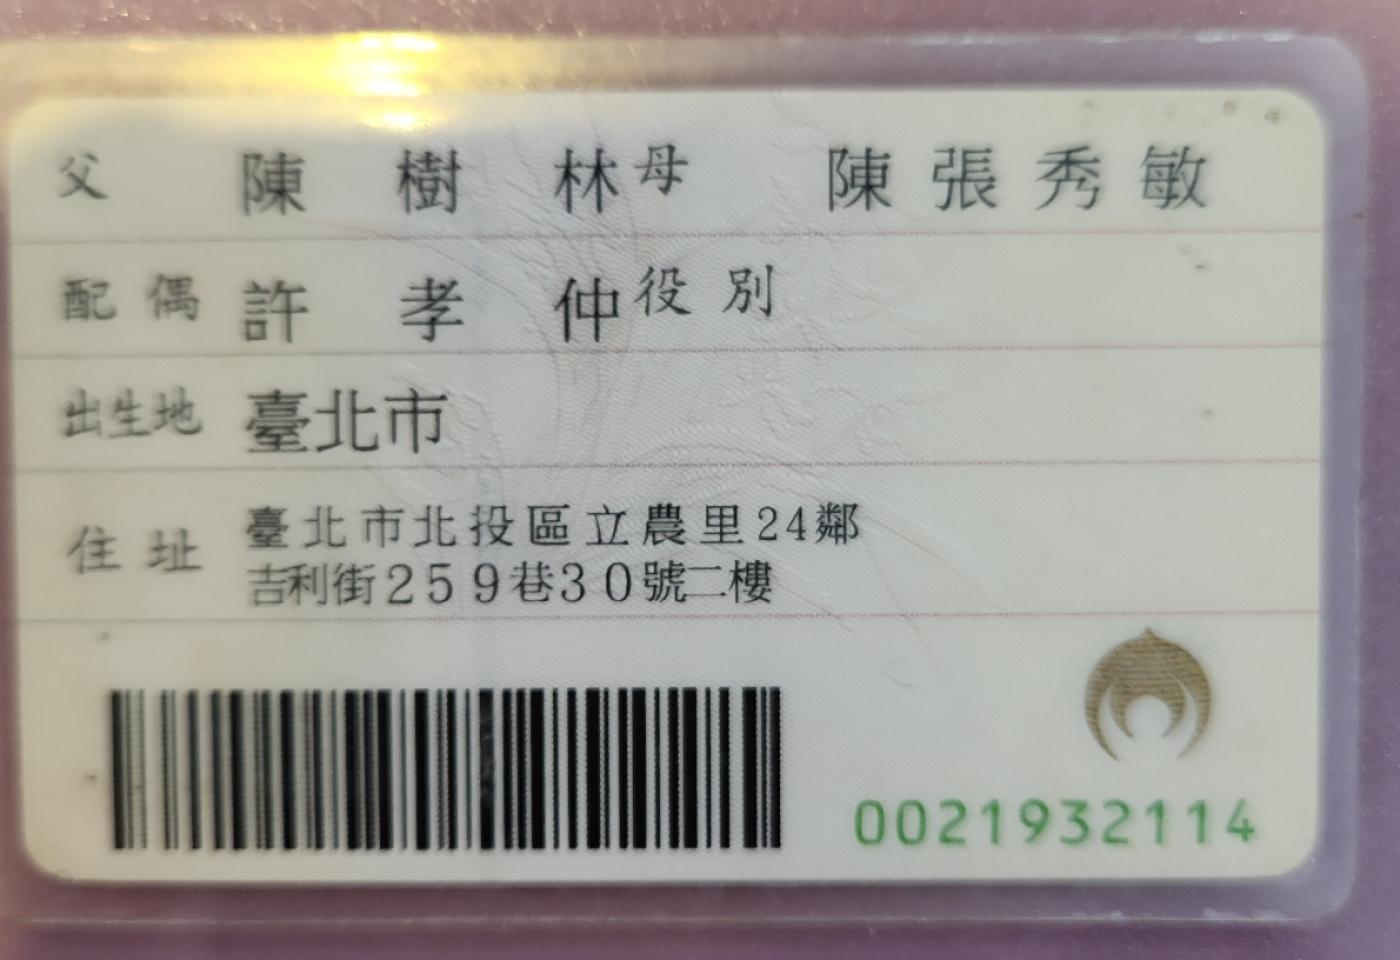 父 陳樹林 母 陳張秀敏
配偶 許孝仲 役別
出生地 臺北市
住址 臺北市北投區立農里24鄰
吉利街259巷30號二樓
0021932114